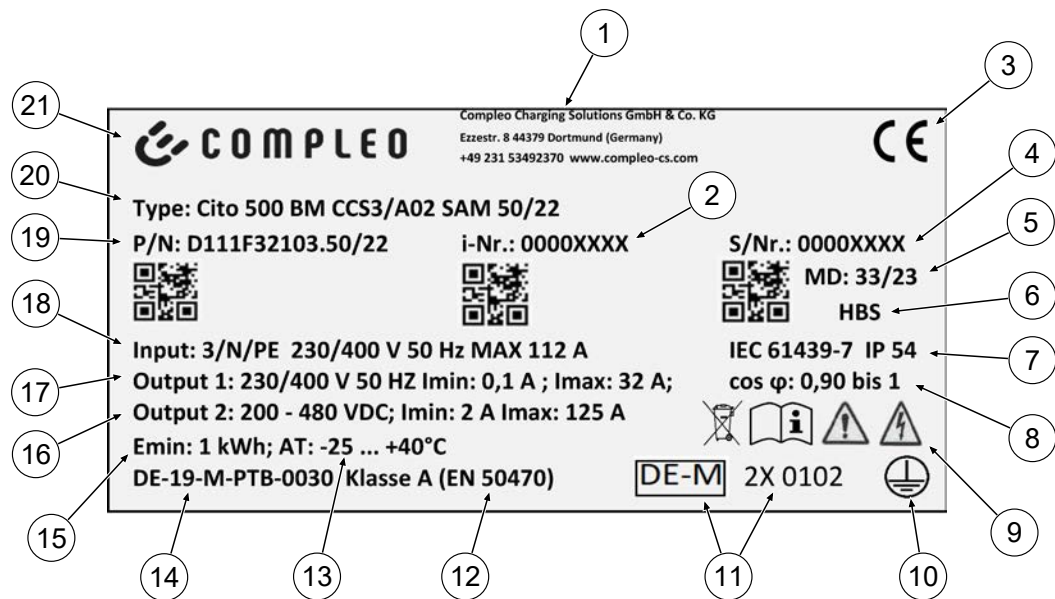 1
3
21
COMPLEO
Compleo Charging Solutions GmbH & Co. KG
Ezzestr. 8 44379 Dortmund (Germany)
+49 231 53492370 www.compleo-cs.com
CE
20
2
4
Type: Cito 500 BM CCS3/A02 SAM 50/22
19
P/N: D111F32103.50/22
i-Nr.: 0000XXXX
S/Nr.: 0000XXXX
5
MD: 33/23
6
HBS
18
Input: 3/N/PE 230/400 V 50 Hz MAX 112 A
IEC 61439-7 IP 54
7
17
Output 1: 230/400 V 50 HZ Imin: 0,1 A ; Imax: 32 A;
cos φ: 0,90 bis 1
16
Output 2: 200 - 480 VDC; Imin: 2 A Imax: 125 A
8
Emin: 1 kWh; AT: -25 ... +40°C
DE-19-M-PTB-0030 Klasse A (EN 50470)
DE-M
2X 0102
15
9
14
13
12
11
10